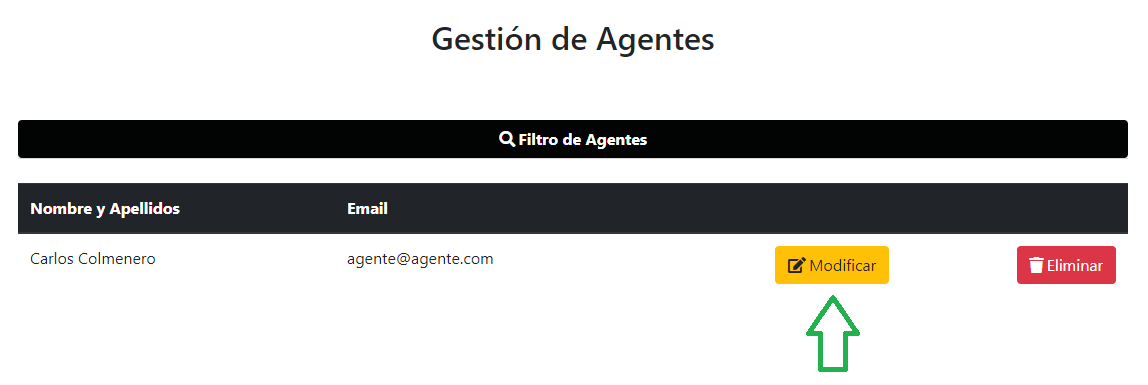 Gestión de Agentes
Filtro de Agentes
Nombre y Apellidos Email
Carlos Colmenero agente@agente.com Modificar Eliminar